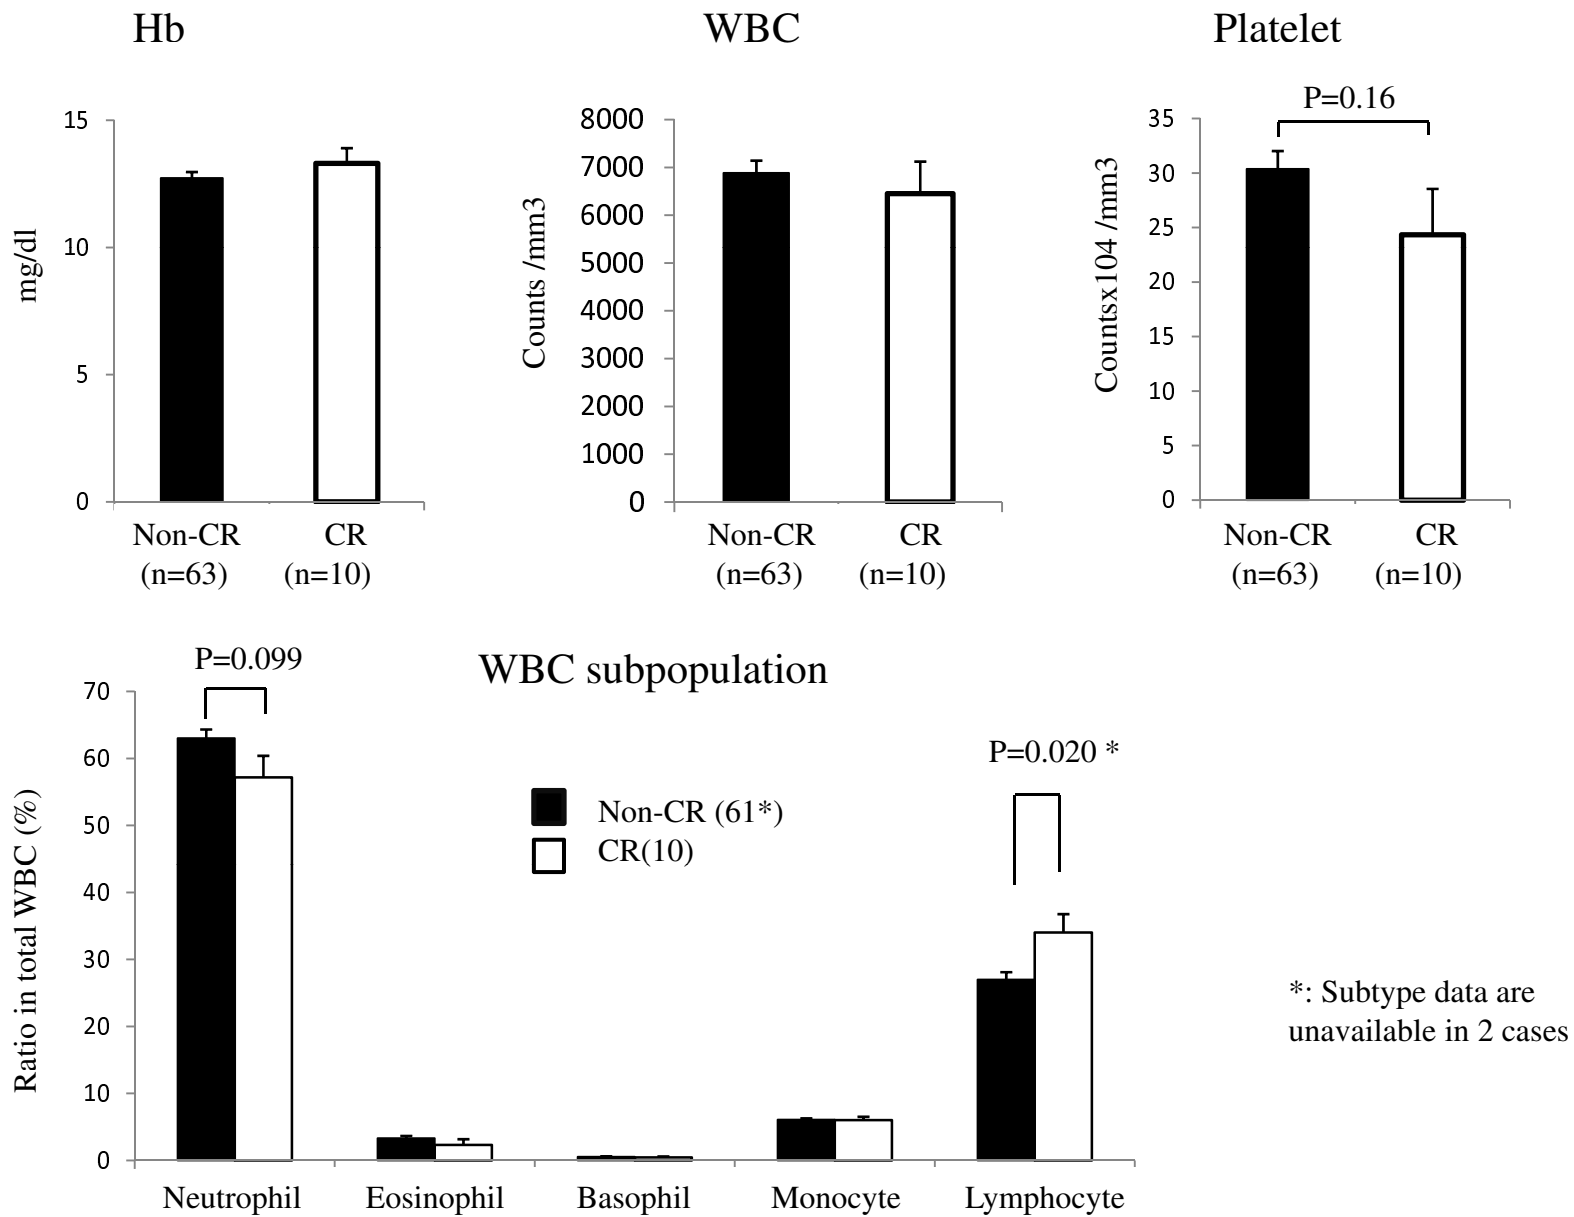 Hb
WBC
Platelet
mg/dl
15
10
5
0
Non-CR
CR
(n=63)
(n=10)
Counts /mm3
8000
7000
6000
5000
4000
3000
2000
1000
0
Non-CR
CR
(n=63)
(n=10)
P=0.16
Countsx104 /mm3
35
30
25
20
15
10
5
0
Non-CR
CR
(n=63)
(n=10)
WBC subpopulation
P=0.099
Ratio in total WBC (%)
70
60
50
40
30
20
10
0
Non-CR (61*)
CR(10)
P=0.020 *
Neutrophil
Eosinophil
Basophil
Monocyte
Lymphocyte
*: Subtype data are
unavailable in 2 cases